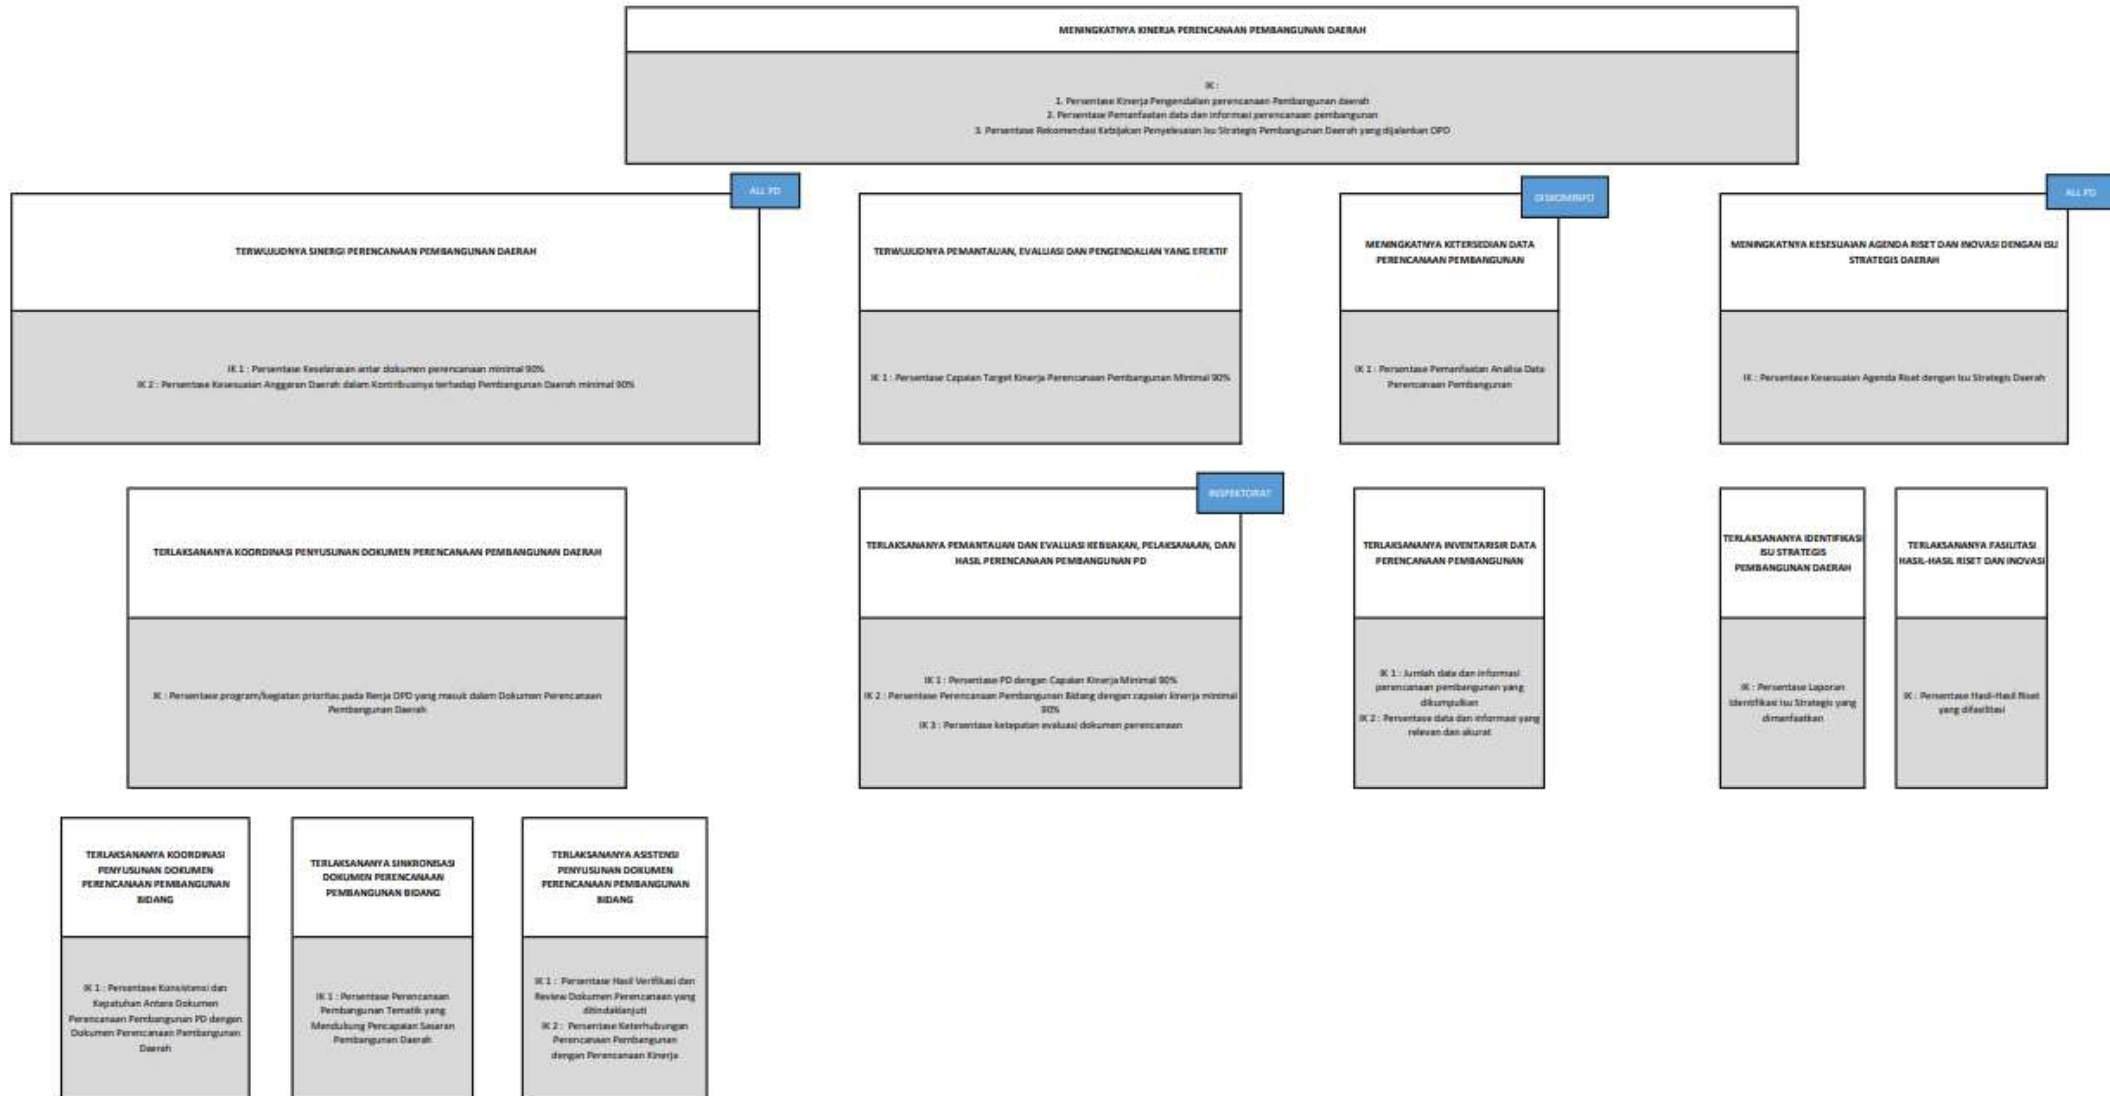 MENINGKATNYA KINERJA PERENCANAAN PEMBANGUNAN DAERAH
IK :
1. Persentase Kinerja Pengendalian perencanaan Pembangunan daerah
2. Persentase Pemanfaatan data dan informasi perencanaan pembangunan
3. Persentase Rekomendasi Kebijakan Penyelesaian Isu Strategis Pembangunan Daerah yang dijalankan OPD
ALL PD
TERWUJUDNYA SINERGI PERENCANAAN PEMBANGUNAN DAERAH
IK 1 : Persentase Keselarasan antar dokumen perencanaan minimal 90%
IK 2 : Persentase Kesesuaian Anggaran Daerah dalam Kontribusinya terhadap Pembangunan Daerah minimal 90%
TERWUJUDNYA PEMANTAUAN, EVALUASI DAN PENGENDALIAN YANG EFEKTIF
IK 1 : Persentase Capaian Target Kinerja Perencanaan Pembangunan Minimal 90%
DISKOMINFO
MENINGKATNYA KETERSEDIAN DATA
PERENCANAAN PEMBANGUNAN
IK 1 : Persentase Pemanfaatan Analisa Data
Perencanaan Pembangunan
ALL PD
MENINGKATNYA KESESUAIAN AGENDA RISET DAN INOVASI DENGAN ISU
STRATEGIS DAERAH
IK : Persentase Kesesuaian Agenda Riset dengan Isu Strategis Daerah
TERLAKSANANYA KOORDINASI PENYUSUNAN DOKUMEN PERENCANAAN PEMBANGUNAN DAERAH
IK : Persentase program/kegiatan prioritas pada Renja OPD yang masuk dalam Dokumen Perencanaan
Pembangunan Daerah
INSPEKTORAT
TERLAKSANANYA PEMANTAUAN DAN EVALUASI KEBIJAKAN, PELAKSANAAN, DAN
HASIL PERENCANAAN PEMBANGUNAN PD
IK 1 : Persentase PD dengan Capaian Kinerja Minimal 90%
IK 2 : Persentase Perencanaan Pembangunan Bidang dengan capaian kinerja minimal
90%
IK 3 : Persentase ketepatan evaluasi dokumen perencanaan
TERLAKSANANYA INVENTARISIR DATA
PERENCANAAN PEMBANGUNAN
IK 1 : Jumlah data dan informasi
perencanaan pembangunan yang
dikumpulkan
IK 2 : Persentase data dan informasi yang
relevan dan akurat
TERLAKSANANYA IDENTIFIKASI
ISU STRATEGIS
PEMBANGUNAN DAERAH
IK : Persentase Laporan
Identifikasi isu Strategis yang
dimanfaatkan
TERLAKSANANYA FASILITASI
HASIL-HASIL RISET DAN INOVASI
IK : Persentase Hasil-Hasil Riset
yang difasilitasi
TERLAKSANANYA KOORDINASI
PENYUSUNAN DOKUMEN
PERENCANAAN PEMBANGUNAN
BIDANG
IK 1 : Persentase Konsistensi dan
Kepatuhan Antara Dokumen
Perencanaan Pembangunan PD dengan
Dokumen Perencanaan Pembangunan
Daerah
TERLAKSANANYA SINKRONISASI
DOKUMEN PERENCANAAN
PEMBANGUNAN BIDANG
IK 1 : Persentase Perencanaan
Pembangunan Tematik yang
Mendukung Pencapaian Sasaran
Pembangunan Daerah
TERLAKSANANYA ASISTENSI
PENYUSUNAN DOKUMEN
PERENCANAAN PEMBANGUNAN
BIDANG
IK 1 : Persentase Hasil Verifikasi dan
Review Dokumen Perencanaan yang
ditindaklanjuti
IK 2 : Persentase Keterhubungan
Perencanaan Pembangunan
dengan Perencanaan Kinerja